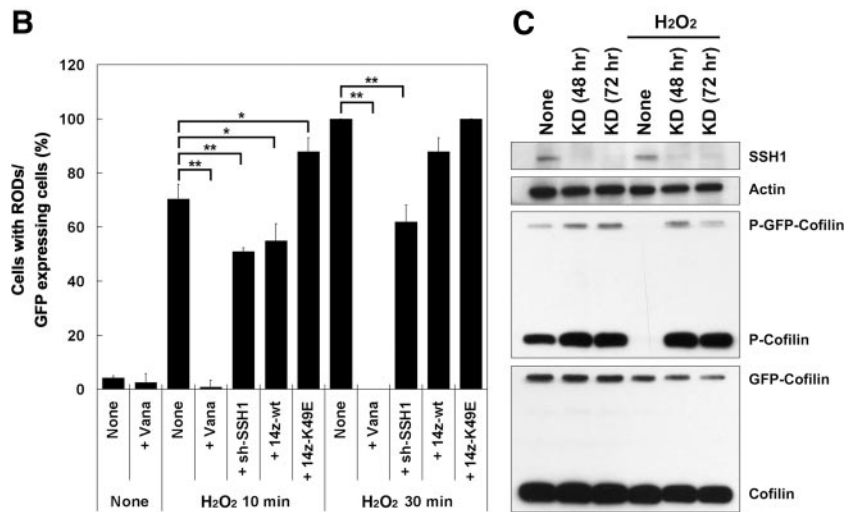 B
Cells with RODs/
GFP expressing cells (%)
120
100
80
60
40
20
0
**
**
*
*
**
**
**
**
None
+ Vana
None
+ Vana
+ sh-SSH1
+ 14z-wt
+ 14z-K49E
None
+ Vana
+ sh-SSH1
+ 14z-wt
+ 14z-K49E
None
H₂O₂ 10 min
H₂O₂ 30 min
C
H₂O₂
None
KD (48 hr)
KD (72 hr)
None
KD (48 hr)
KD (72 hr)
SSH1
Actin
P-GFP-Cofilin
P-Cofilin
GFP-Cofilin
Cofilin